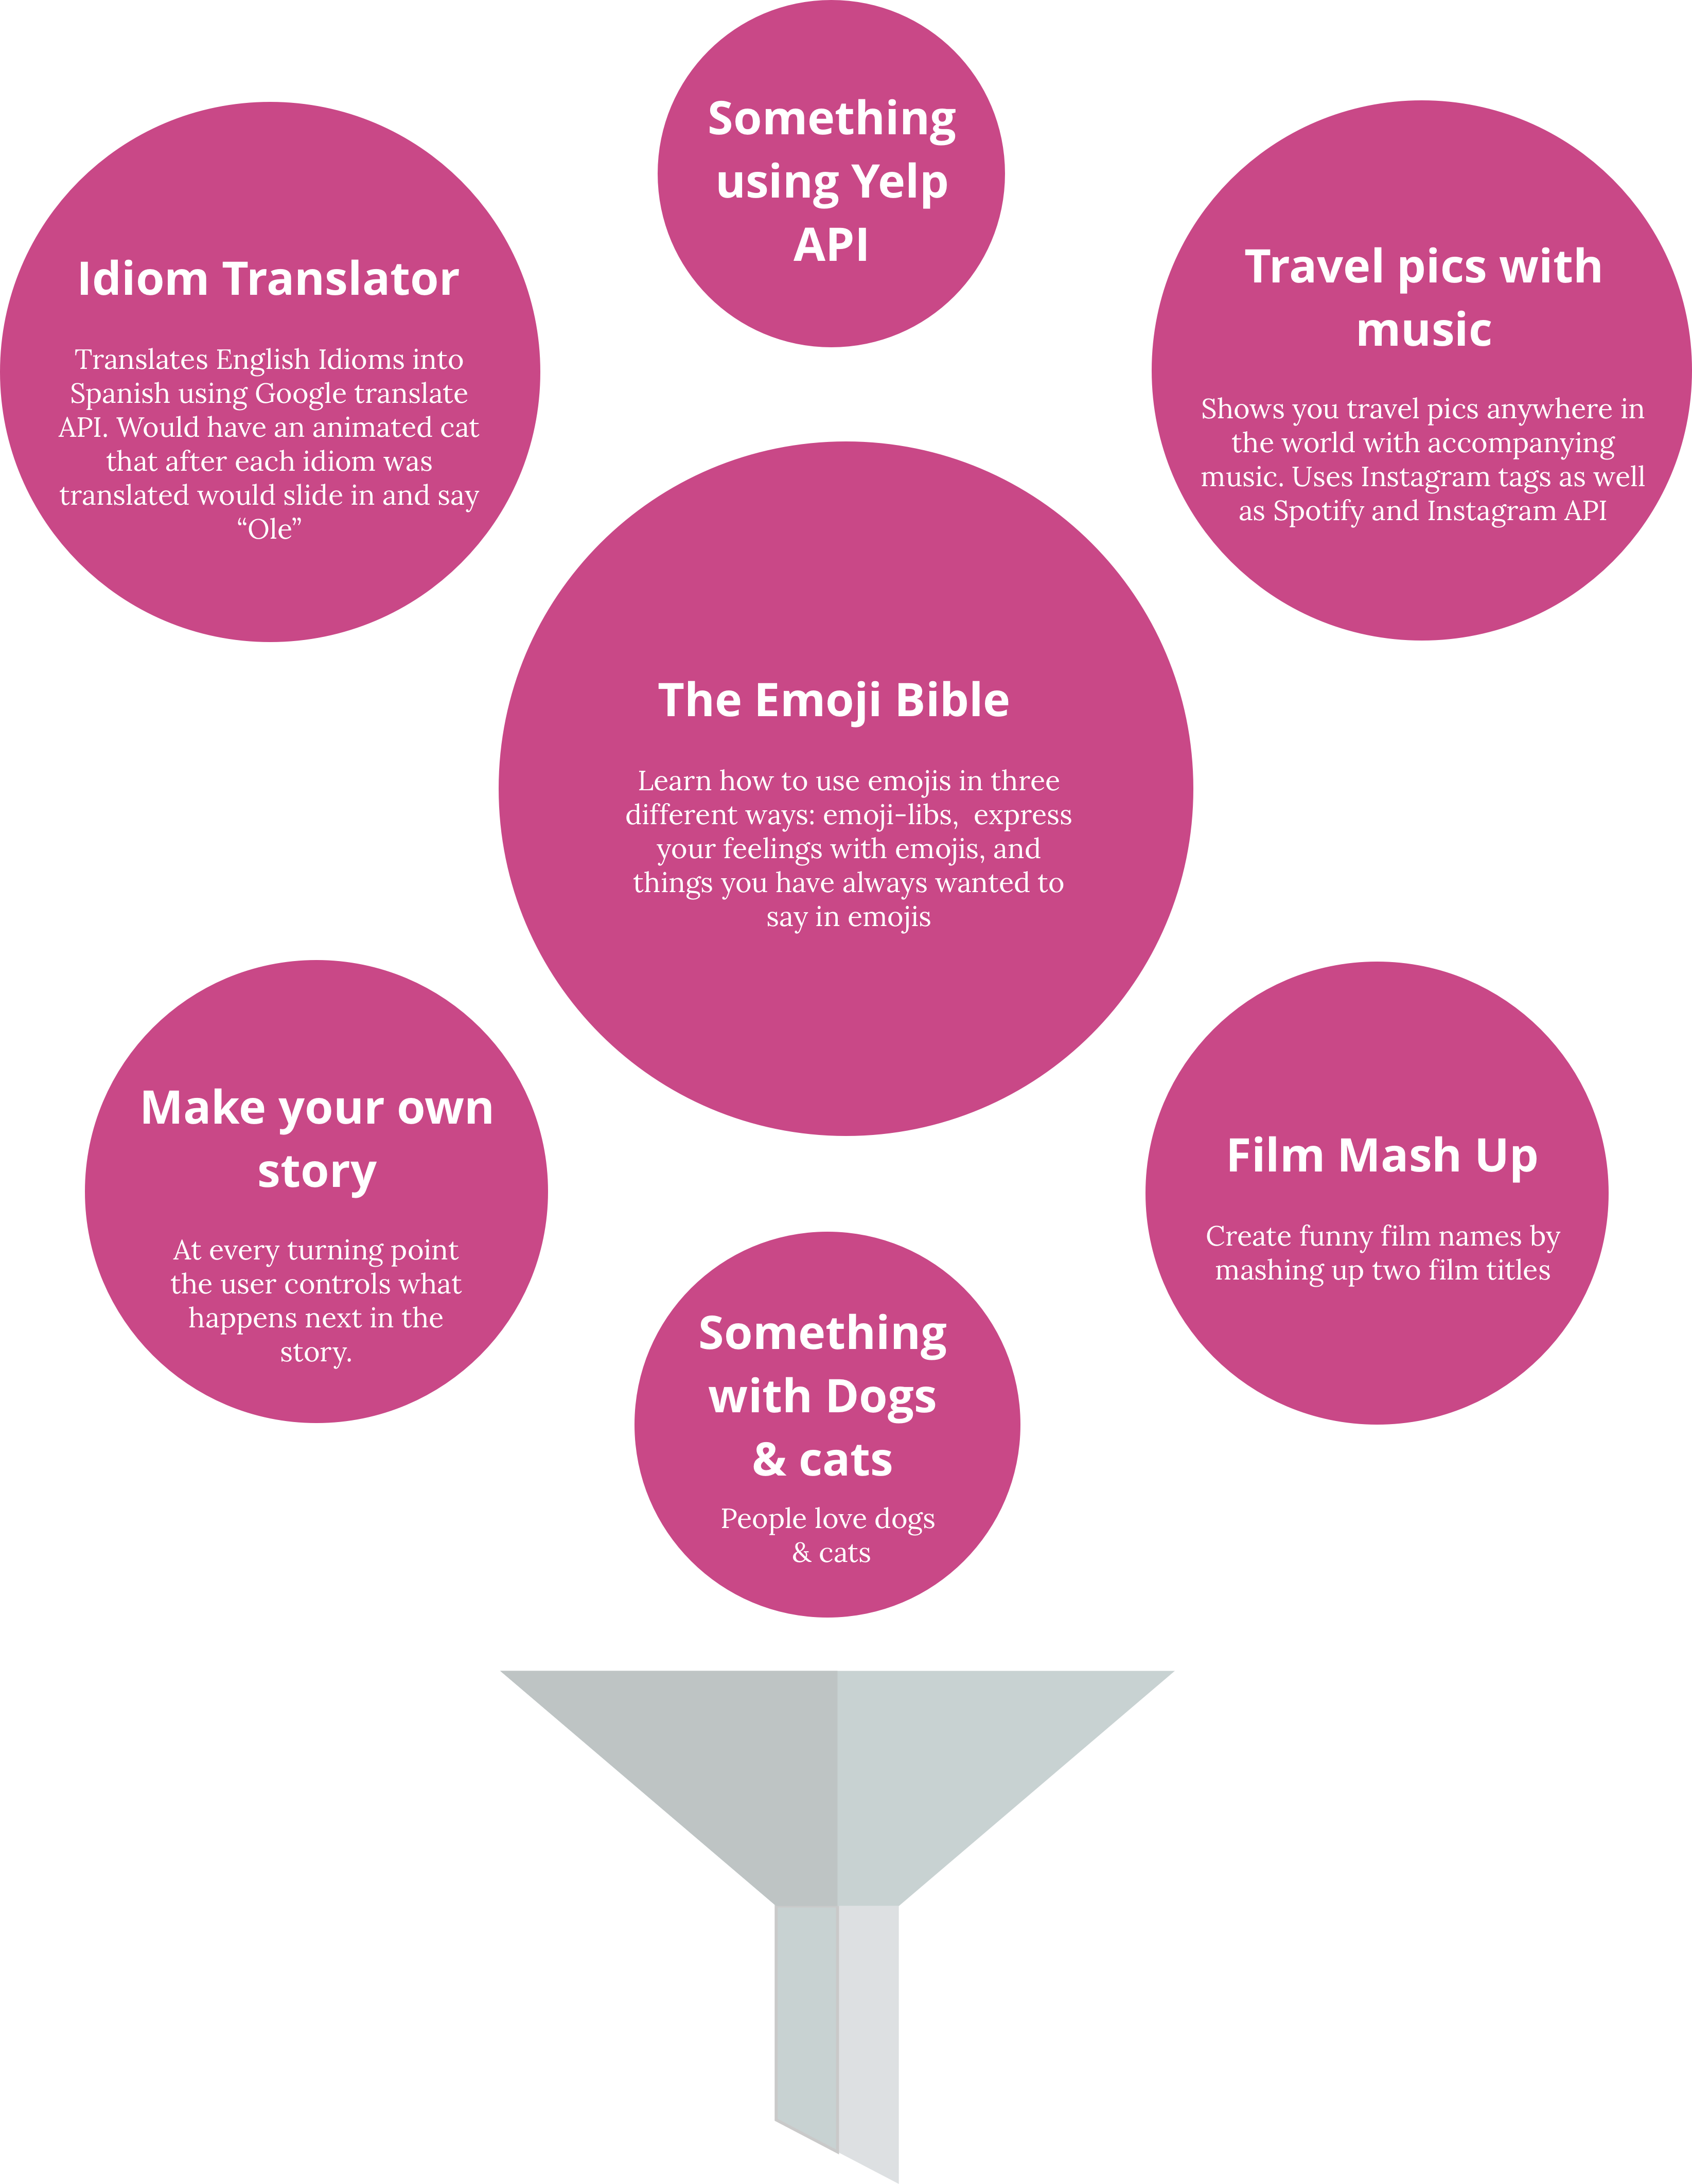 Something
using Yelp
API
Idiom Translator
Translates English Idioms into
Spanish using Google translate
API. Would have an animated cat
that after each idiom was
translated would slide in and say
“Ole”
Travel pics with
music
Shows you travel pics anywhere in
the world with accompanying
music. Uses Instagram tags as well
as Spotify and Instagram API
The Emoji Bible
Learn how to use emojis in three
different ways: emoji-libs,  express
your feelings with emojis, and
things you have always wanted to
say in emojis
Make your own
story
At every turning point
the user controls what
happens next in the
story.
Film Mash Up
Create funny film names by
mashing up two film titles
Something
with Dogs
& cats
People love dogs
& cats